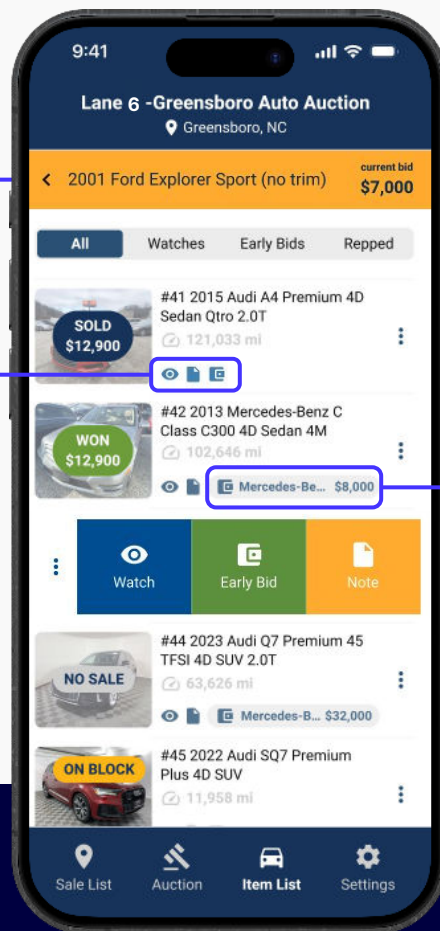 9:41
Lane 6 -Greensboro Auto Auction
Greensboro, NC
2001 Ford Explorer Sport (no trim)
current bid
$7,000
All Watches Early Bids Repped
SOLD
$12,900
#41 2015 Audi A4 Premium 4D
Sedan Qtro 2.0T
121,033 mi
WON
$12,900
#42 2013 Mercedes-Benz C
Class C300 4D Sedan 4M
102,646 mi
Mercedes-Be... $8,000
Watch Early Bid Note
NO SALE
#44 2023 Audi Q7 Premium 45
TFSI 4D SUV 2.0T
63,626 mi
Mercedes-B... $32,000
ON BLOCK
#45 2022 Audi SQ7 Premium
Plus 4D SUV
11,958 mi
Sale List Auction Item List Settings